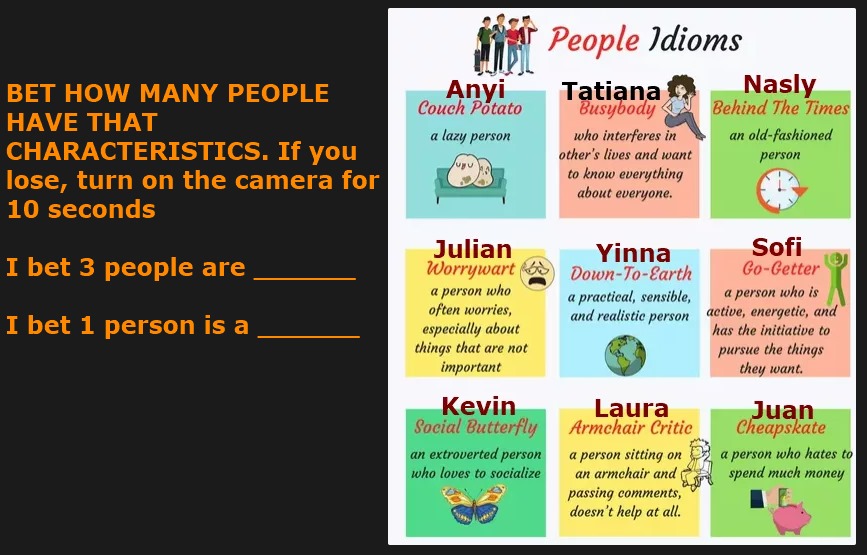 BET HOW MANY PEOPLE
HAVE THAT
CHARACTERISTICS. If you
lose, turn on the camera for
10 seconds
I bet 3 people are _______
I bet 1 person is a _______
People Idioms
Anyi
Couch Potato
a lazy person
Tatiana
Busybody
who interferes in
other's lives and want
to know everything
about everyone.
Nasly
Behind The Times
an old-fashioned
person
Julian
Worrywart
a person who
often worries,
especially about
things that are not
important
Yinna
Down-To-Earth
a practical, sensible,
and realistic person
Sofi
Go-Getter
a person who is
active, energetic, and
has the initiative to
pursue the things
they want.
Kevin
Social Butterfly
an extroverted person
who loves to socialize
Laura
Armchair Critic
a person sitting on
an armchair and
passing comments,
doesn't help at all.
Juan
Cheapskate
a person who hates to
spend much money